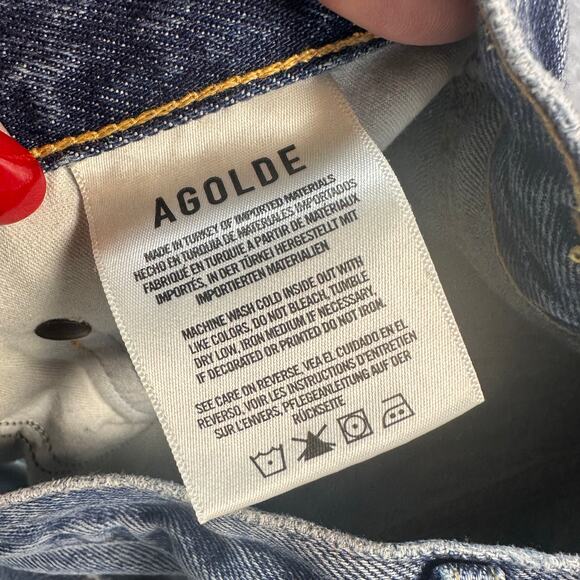 AGOLDE
MADE IN TURKEY OF IMPORTED MATERIALS
HECHO EN TURQUIA DE MATERIALES IMPORTADOS
FABRIQUÉ EN TURQUIE A PARTIR DE MATÉRIAUX
IMPORTÉS, IN DER TÜRKEI HERGESTELLT MIT
IMPORTIERTEN MATERIALIEN
MACHINE WASH COLD INSIDE OUT WITH
LIKE COLORS, DO NOT BLEACH, TUMBLE
DRY LOW, IRON MEDIUM IF NECESSARY.
IF DECORATED OR PRINTED DO NOT IRON.
SEE CARE ON REVERSE, VEA EL CUIDADO EN EL
REVERSO, VOIR LES INSTRUCTIONS D'ENTRETIEN
SUR L'ENVERS, PFLEGEANLEITUNG AUF DER
RÜCKSEITE